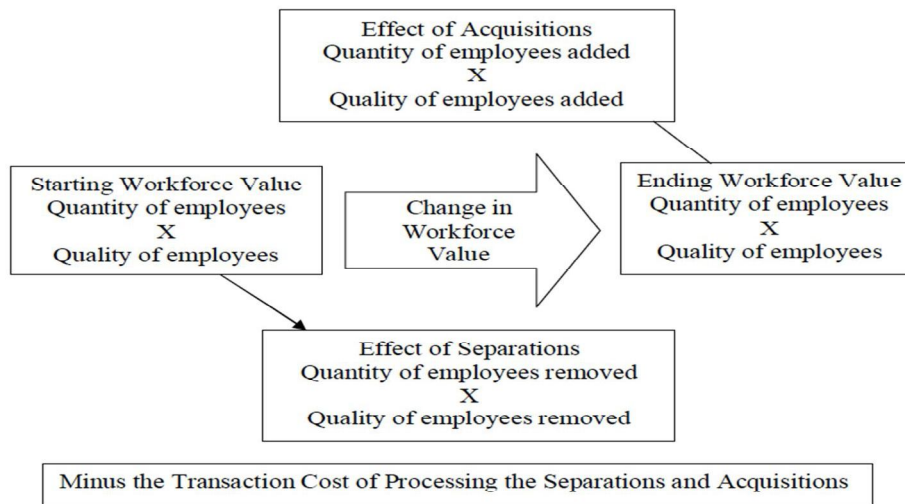 Effect of Acquisitions
Quantity of employees added
X
Quality of employees added
Starting Workforce Value
Quantity of employees
X
Quality of employees
Change in
Workforce
Value
Ending Workforce Value
Quantity of employees
X
Quality of employees
Effect of Separations
Quantity of employees removed
X
Quality of employees removed
Minus the Transaction Cost of Processing the Separations and Acquisitions